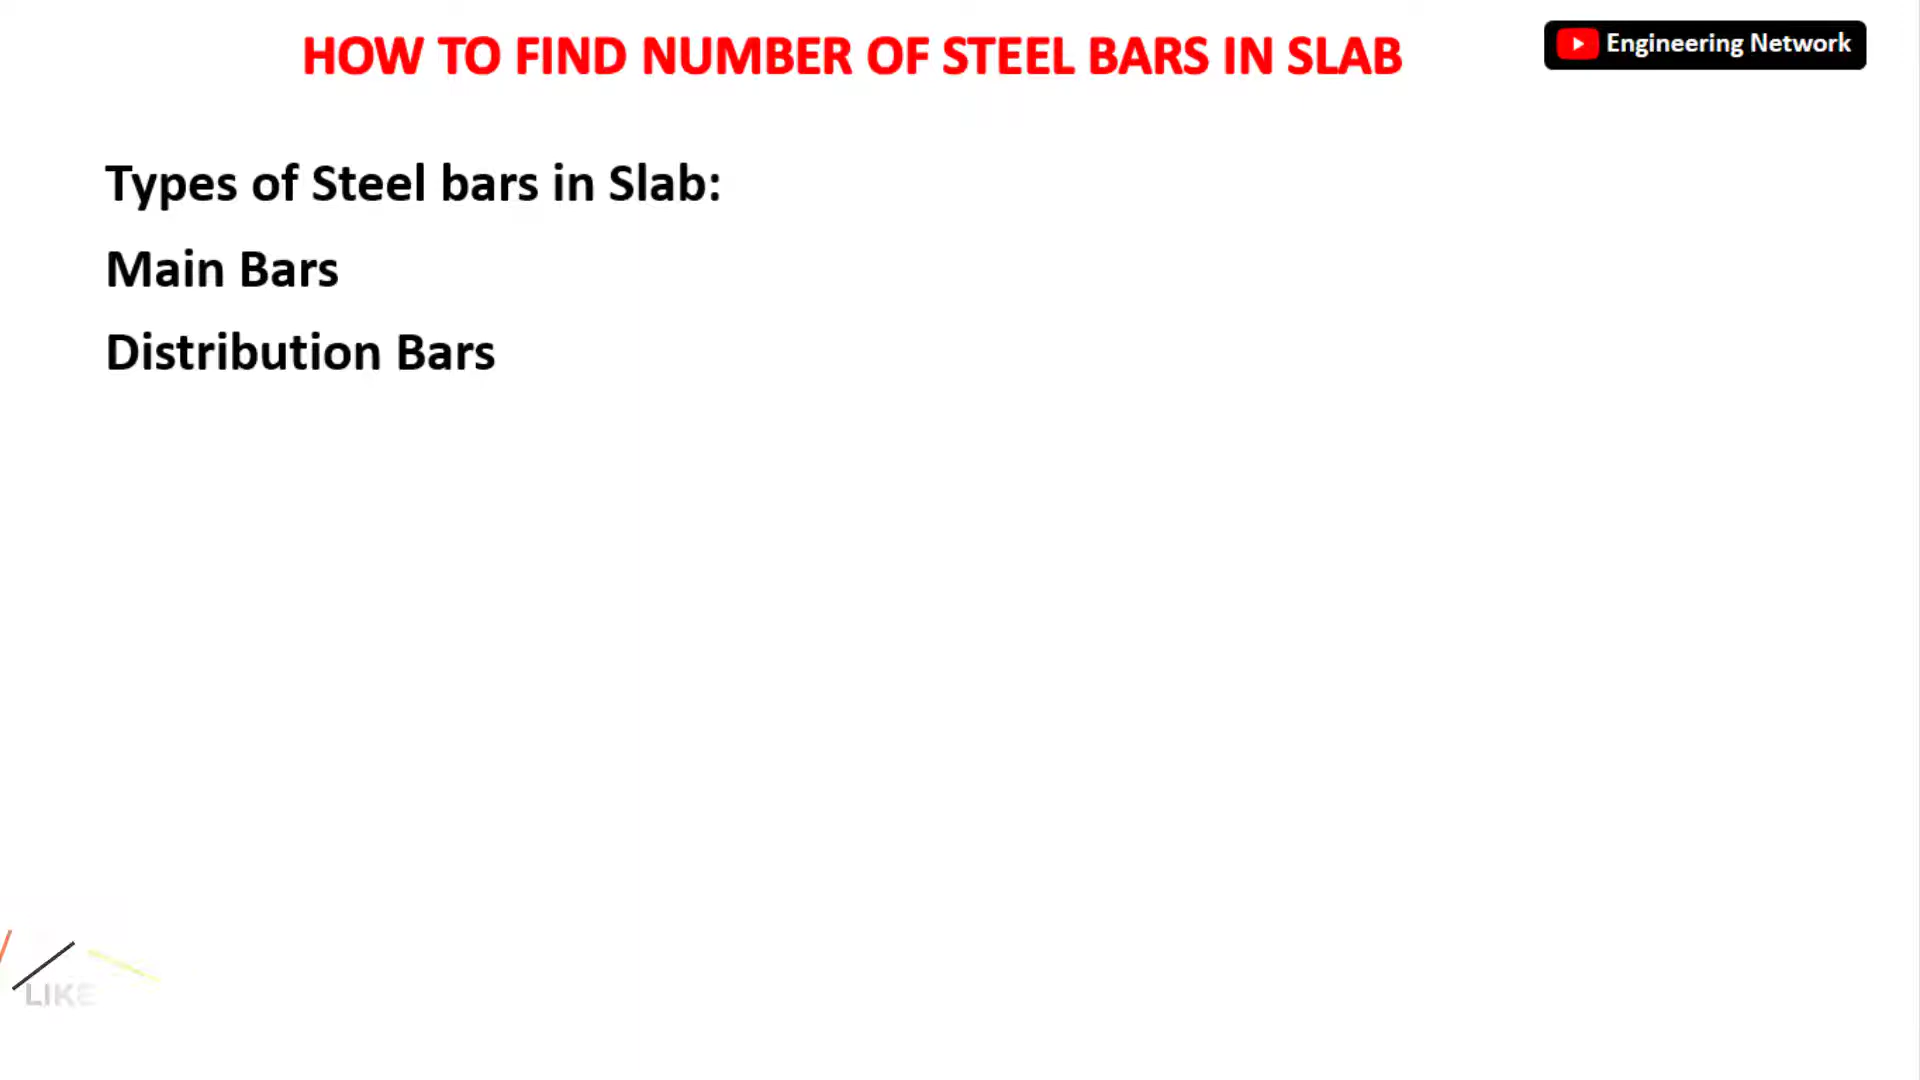 HOW TO FIND NUMBER OF STEEL BARS IN SLAB
Engineering Network
Types of Steel bars in Slab:
Main Bars
Distribution Bars
LIKE